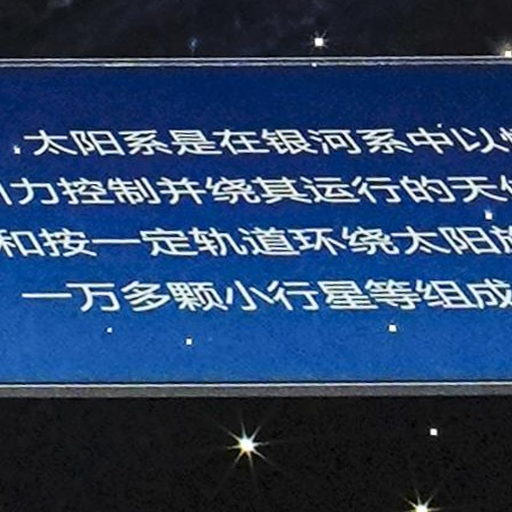 太阳系是在银河系中以
力控制并绕其运行的天
和按一定轨道环绕太阳
一万多颗小行星等组成